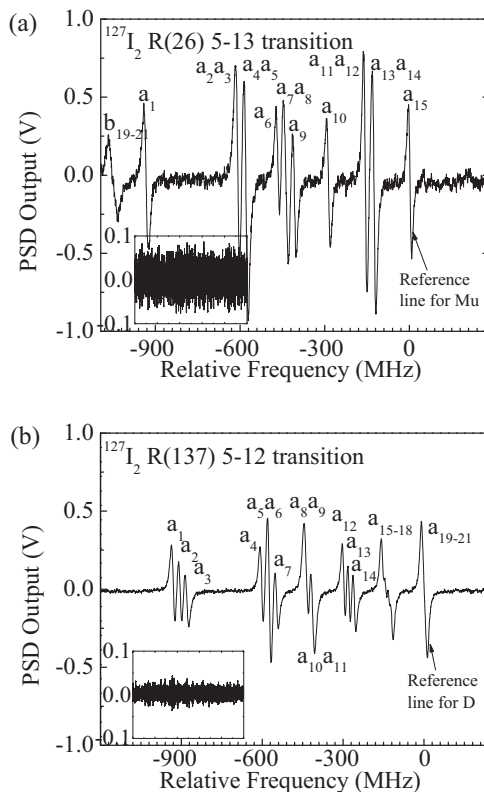 (a)
127I2 R(26) 5-13 transition
a1
a2a3
a4a5
a6
a7a8
a9
a10
a11a12
a13a14
a15
b19-21
1.0
0.5
0.0
-0.5
-1.0
PSD Output (V)
0.1
0.0
0.1
Reference
line for Mu
-900 -600 -300 0
Relative Frequency (MHz)
(b)
127I2 R(137) 5-12 transition
a1
a2
a3
a4
a5a6
a7
a8a9
a10a11
a12
a13
a14
a15-18
a19-21
1.0
0.5
0.0
-0.5
-1.0
PSD Output (V)
0.1
0.0
0.1
Reference
line for D
-900 -600 -300 0
Relative Frequency (MHz)